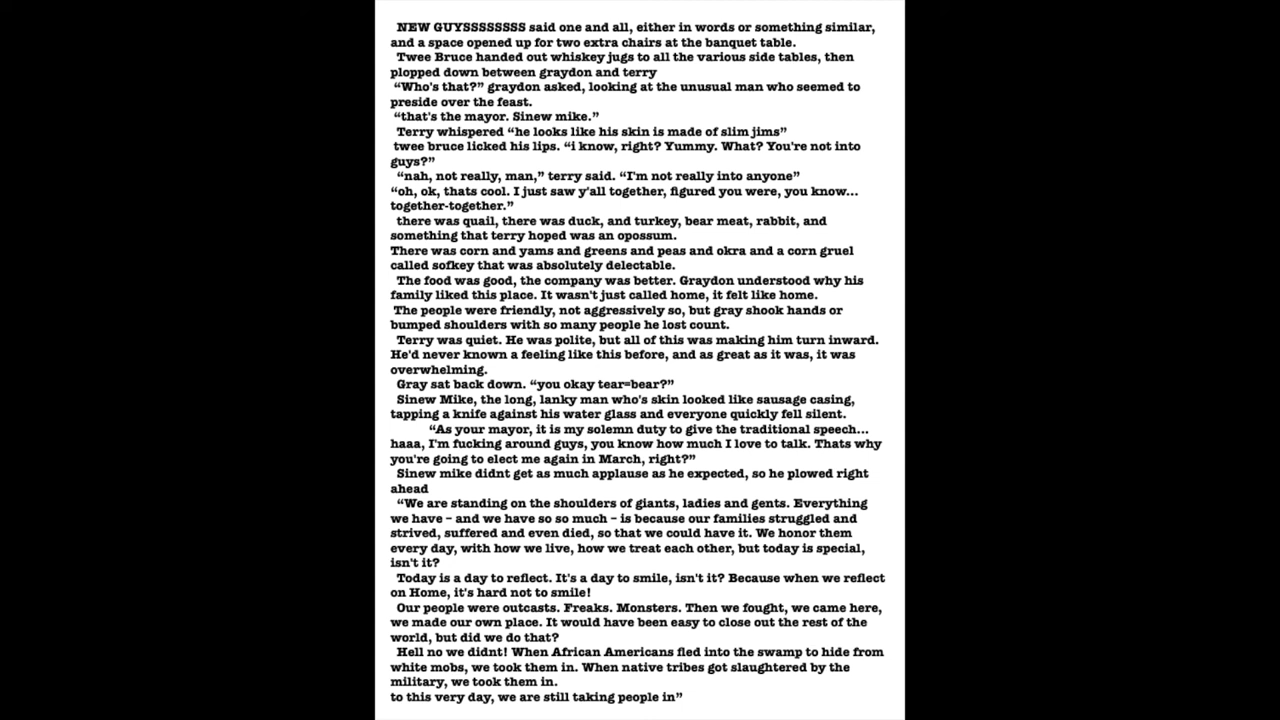 NEW GUYSSSSSSSS said one and all, either in words or something similar,
and a space opened up for two extra chairs at the banquet table.
Twee Bruce handed out whiskey jugs to all the various side tables, then
plopped down between graydon and terry
“Who's that?” graydon asked, looking at the unusual man who seemed to
preside over the feast.
“that's the mayor. Sinew mike.”
Terry whispered “he looks like his skin is made of slim jims”
twee bruce licked his lips. “i know, right? Yummy. What? You're not into
guys?”
“nah, not really, man,” terry said. “I'm not really into anyone”
“oh, ok, thats cool. I just saw y'all together, figured you were, you know...
together-together.”
there was quail, there was duck, and turkey, bear meat, rabbit, and
something that terry hoped was an opossum.
There was corn and yams and greens and peas and okra and a corn gruel
called sofkey that was absolutely delectable.
The food was good, the company was better. Graydon understood why his
family liked this place. It wasn't just called home, it felt like home.
The people were friendly, not aggressively so, but gray shook hands or
bumped shoulders with so many people he lost count.
Terry was quiet. He was polite, but all of this was making him turn inward.
He'd never known a feeling like this before, and as great as it was, it was
overwhelming.
Gray sat back down. “you okay tear=bear?”
Sinew Mike, the long, lanky man who's skin looked like sausage casing,
tapping a knife against his water glass and everyone quickly fell silent.
“As your mayor, it is my solemn duty to give the traditional speech...
haaa, I'm fucking around guys, you know how much I love to talk. Thats why
you're going to elect me again in March, right?”
Sinew mike didnt get as much applause as he expected, so he plowed right
ahead
“We are standing on the shoulders of giants, ladies and gents. Everything
we have – and we have so so much – is because our families struggled and
strived, suffered and even died, so that we could have it. We honor them
every day, with how we live, how we treat each other, but today is special,
isn't it?
Today is a day to reflect. It's a day to smile, isn't it? Because when we reflect
on Home, it's hard not to smile!
Our people were outcasts. Freaks. Monsters. Then we fought, we came here,
we made our own place. It would have been easy to close out the rest of the
world, but did we do that?
Hell no we didnt! When African Americans fled into the swamp to hide from
white mobs, we took them in. When native tribes got slaughtered by the
military, we took them in.
to this very day, we are still taking people in”